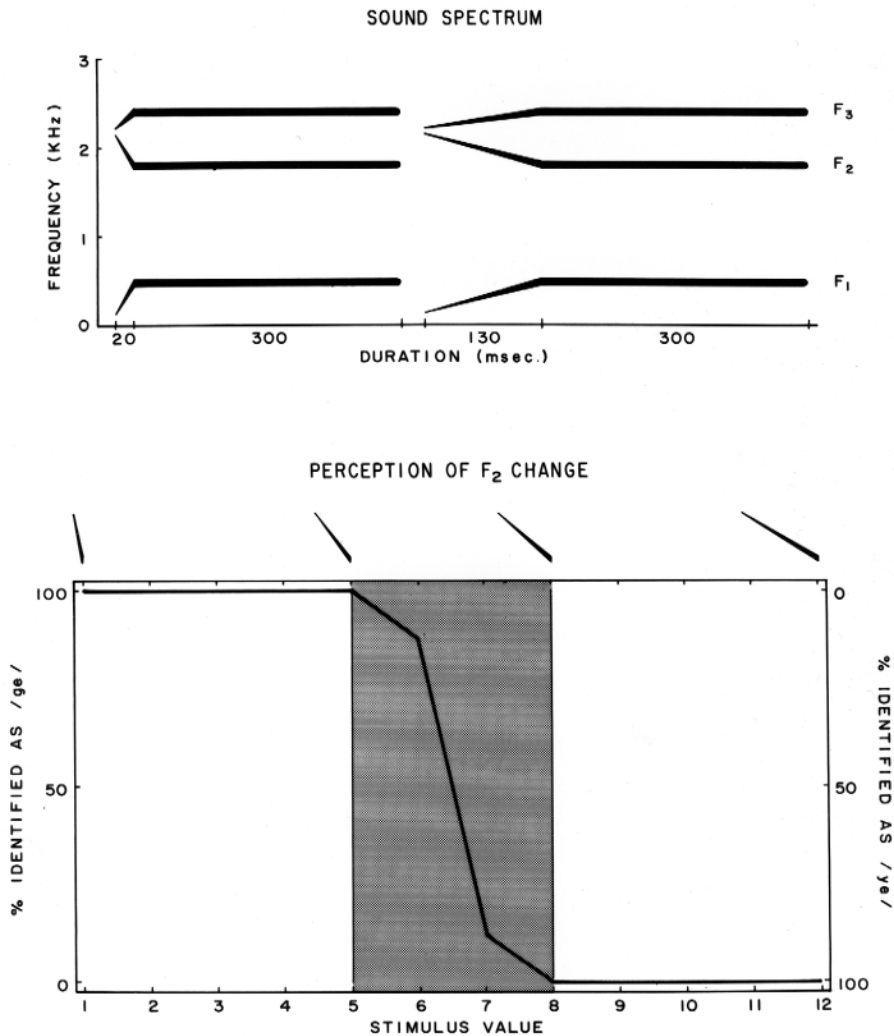 SOUND SPECTRUM
3
2
1
0
FREQUENCY (KHz)
F3
F2
F1
20 300 130 300
DURATION (msec.)
PERCEPTION OF F2 CHANGE
100
50
0
% IDENTIFIED AS /ge/
0
50
100
% IDENTIFIED AS /ye/
1 2 3 4 5 6 7 8 9 10 11 12
STIMULUS VALUE